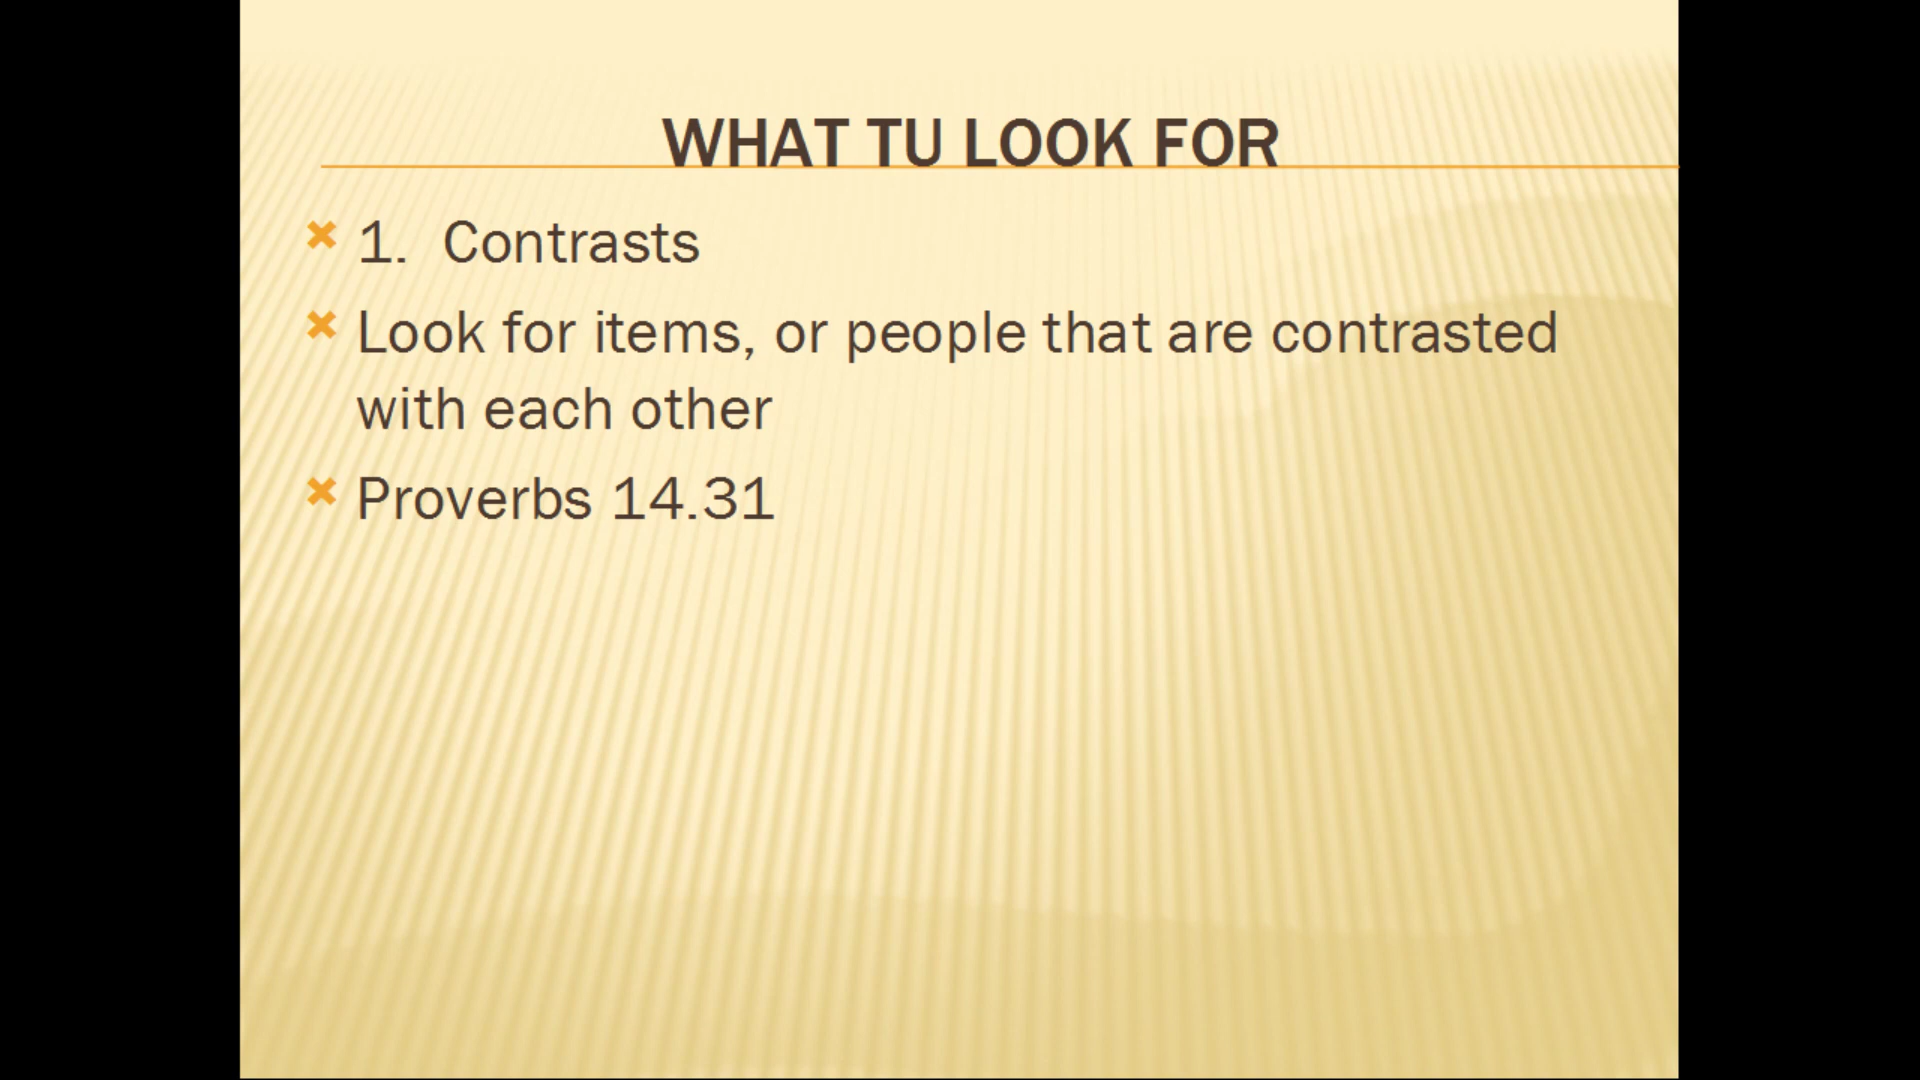 WHAT TU LOOK FOR
1. Contrasts
Look for items, or people that are contrasted
with each other
Proverbs 14.31